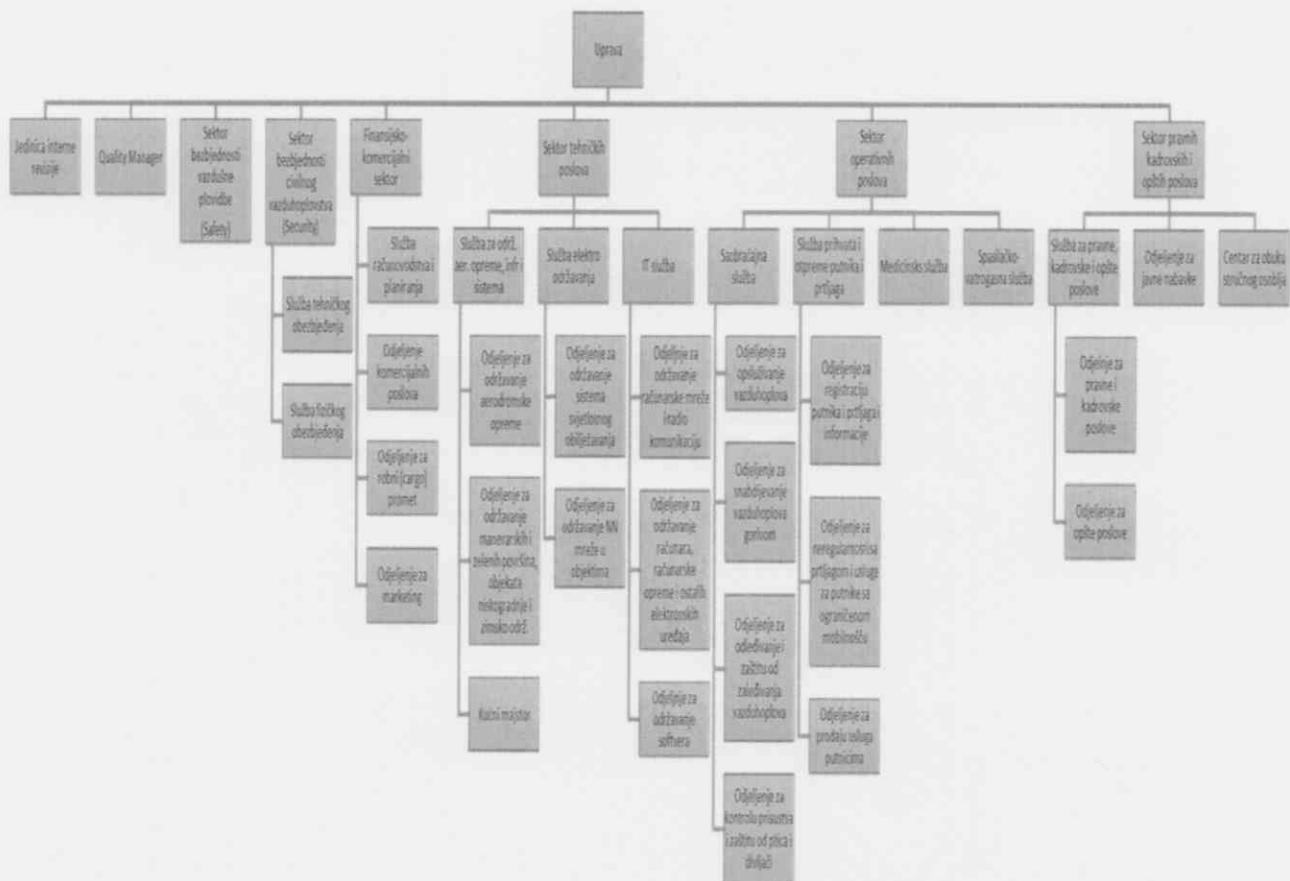 Uprava
Jedinica interne
revizije
Quality Manager
Sektor
bezbjednosti
vazdušne
plovidbe
(Safety)
Sektor
bezbjednosti
civilnog
vazduhoplovstva
(Security)
Finansijsko-
komercijalni
sektor
Sektor tehničkih
poslova
Sektor
operativnih
poslova
Sektor pravnih
kadrovskih i
opštih poslova
Služba
računovodstva i
planiranja
Služba za održ.
aer. opreme, infr i
sistema
Služba elektro
održavanja
IT služba
Saobraćajna
služba
Služba prihvata i
otpreme putnika i
prtljaga
Medicinska služba
Spasilačko-
vatrogasna služba
Služba za pravne,
kadrovske i opšte
poslove
Odjeljenje za
javne nabavke
Centar za obuku
stručnog osoblja
Služba tehničkog
obezbjeđenja
Služba fizičkog
obezbjeđenja
Odjeljenje
komercijalnih
poslova
Odjeljenje za
robni (cargo)
promet
Odjeljenje za
marketing
Odjeljenje za
održavanje
aerodromske
opreme
Odjeljenje za
održavanje
manevarskih i
zelenih površina,
objekata
niskogradnje i
zimsko održ.
Kućni majstor
Odjeljenje za
održavanje
sistema
svjetlosnog
obilježavanja
Odjeljenje za
održavanje NN
mreže u
objektima
Odjeljnje za
održavanje
računarske mreže
i radio
komunikaciju
Odjeljenje za
održavanje
računara,
računarske
opreme i ostalih
elektronskih
uređaja
Odjeljnje za
održavanje
softvera
Odjeljenje za
opsluživanje
vazduhoplova
Odjeljenje za
snabdijevanje
vazduhoplova
gorivom
Odjeljenje za
odleđivanje i
zaštitu od
zaleđivanja
vazduhoplova
Odjeljenje za
kontrolu prisustva
i zaštitu od ptica i
divljači
Odjeljenje za
registraciju
putnika i prtljaga i
informacije
Odjeljenje za
neregularnosti sa
prtljagom i usluge
za putnike sa
ograničenom
mobilnošću
Odjeljenje za
prodaju usluga
putnicima
Odjelnje za
pravne i
kadrovske
poslove
Odjeljenje za
opšte poslove